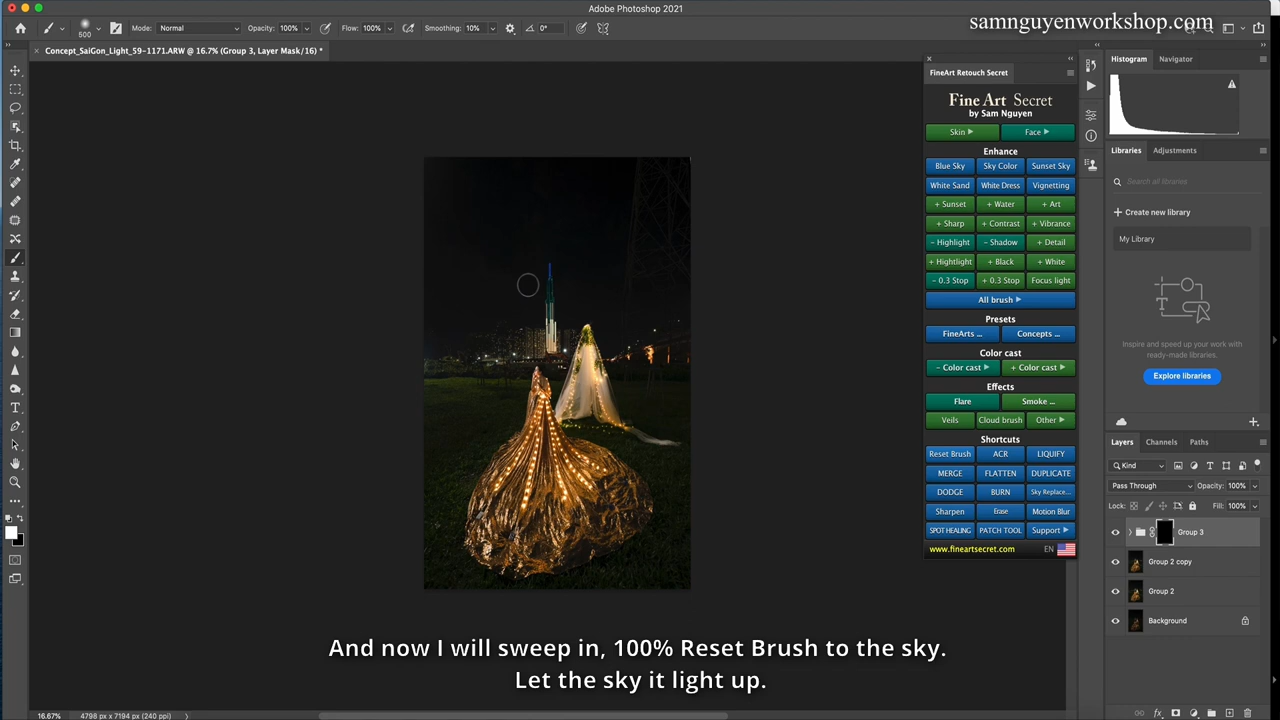 Adobe Photoshop 2021
samnguyenworkshop.com
500
Mode: Normal
Opacity: 100%
Flow: 100%
Smoothing: 10%
0°
Concept_SaiGon_Light_59-1171.ARW @ 16.7% (Group 3, Layer Mask/16) *
FineArt Retouch Secret
Fine Art Secret
by Sam Nguyen
Skin
Face
Enhance
Blue Sky Sky Color Sunset Sky
White Sand White Dress Vignetting
+ Sunset + Water + Art
+ Sharp + Contrast + Vibrance
- Highlight - Shadow + Detail
+ Hightlight + Black + White
- 0.3 Stop + 0.3 Stop Focus light
All brush
Presets
FineArts ... Concepts ...
Color cast
- Color cast + Color cast
Effects
Flare Smoke ...
Veils Cloud brush Other
Shortcuts
Reset Brush ACR LIQUIFY
MERGE FLATTEN DUPLICATE
DODGE BURN Sky Replace...
Sharpen Erase Motion Blur
SPOT HEALING PATCH TOOL Support
www.fineartsecret.com EN
Histogram Navigator
Libraries Adjustments
Search all libraries
+ Create new library
My Library
Inspire and speed up your work with
ready-made libraries.
Explore libraries
Layers Channels Paths
Kind
Pass Through Opacity: 100%
Lock: Fill: 100%
Group 3
Group 2 copy
Group 2
Background
And now I will sweep in, 100% Reset Brush to the sky.
Let the sky it light up.
16.67% 4798 px x 7194 px (240 ppi)